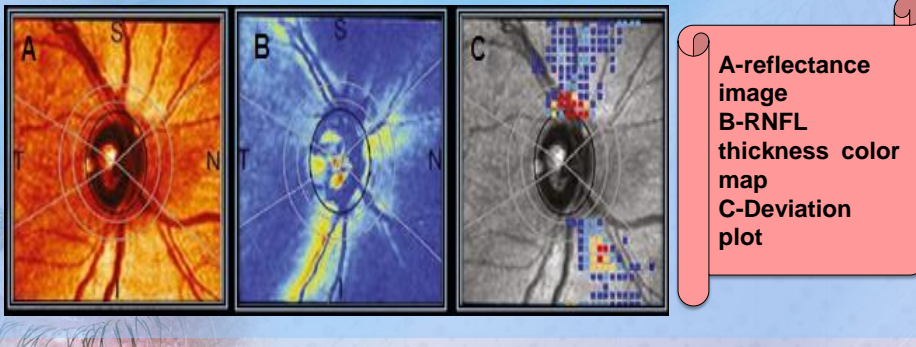 A
S
T
N
I
B
S
T
N
I
C
A-reflectance
image
B-RNFL
thickness color
map
C-Deviation
plot